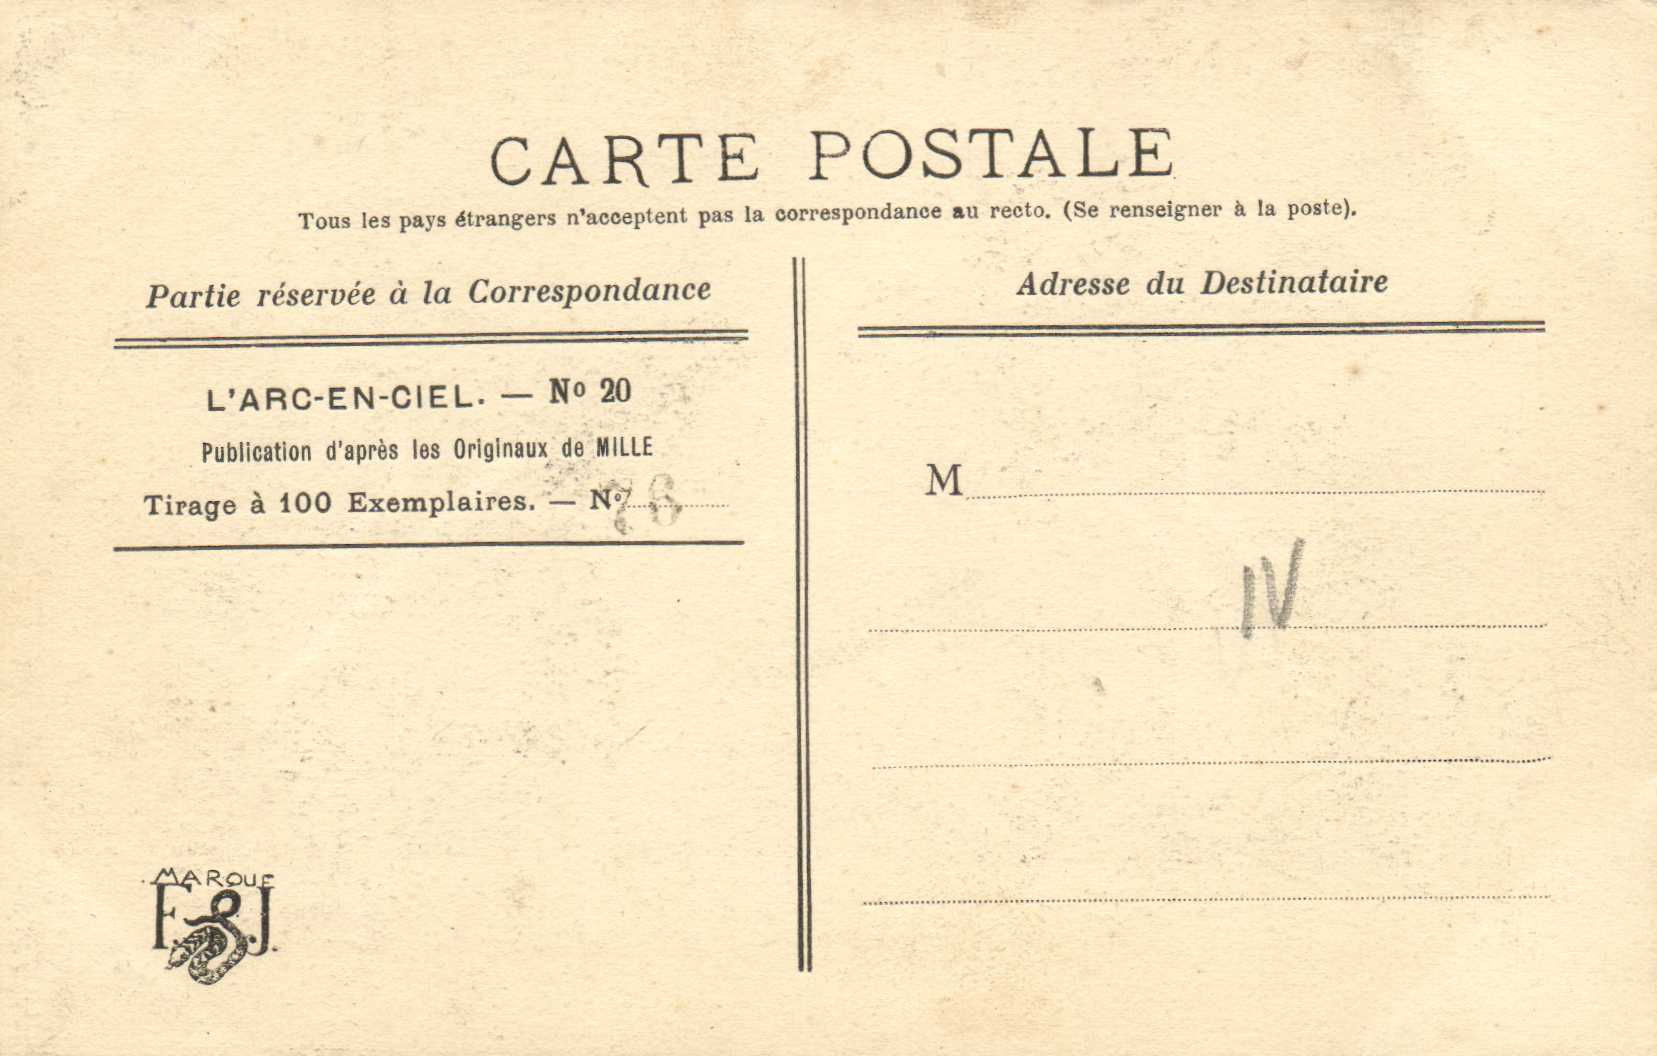 CARTE POSTALE
Tous les pays étrangers n'acceptent pas la correspondance au recto. (Se renseigner à la poste).
Partie réservée à la Correspondance
L'ARC-EN-CIEL. — Nº 20
Publication d'après les Originaux de MILLE
Tirage à 100 Exemplaires. — Nº 76
MARQUE
F.S.J.
Adresse du Destinataire
M
IV